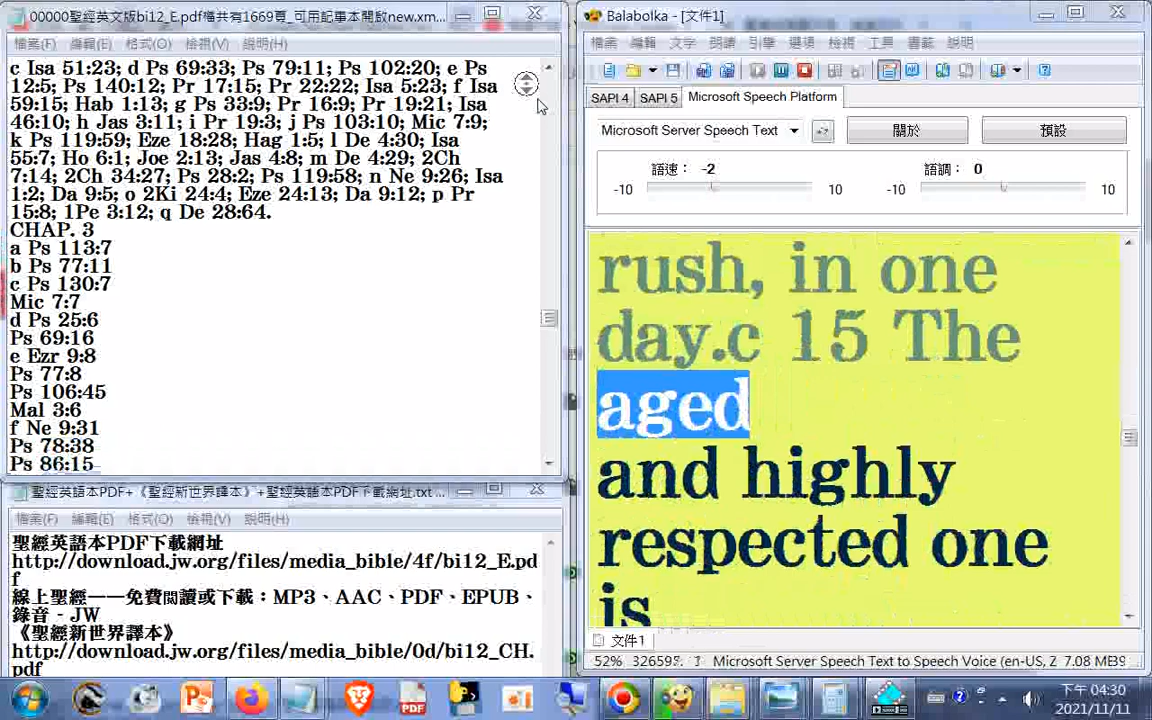 00000聖經英文版bi12_E.pdf檔共有1669頁_可用記事本開啟new.xm...
檔案(F) 編輯(E) 格式(O) 檢視(V) 說明(H)
c Isa 51:23; d Ps 69:33; Ps 79:11; Ps 102:20; e Ps
12:5; Ps 140:12; Pr 17:15; Pr 22:22; Isa 5:23; f Isa
59:15; Hab 1:13; g Ps 33:9; Pr 16:9; Pr 19:21; Isa
46:10; h Jas 3:11; i Pr 19:3; j Ps 103:10; Mic 7:9;
k Ps 119:59; Eze 18:28; Hag 1:5; l De 4:30; Isa
55:7; Ho 6:1; Joe 2:13; Jas 4:8; m De 4:29; 2Ch
7:14; 2Ch 34:27; Ps 28:2; Ps 119:58; n Ne 9:26; Isa
1:2; Da 9:5; o 2Ki 24:4; Eze 24:13; Da 9:12; p Pr
15:8; 1Pe 3:12; q De 28:64.
CHAP. 3
a Ps 113:7
b Ps 77:11
c Ps 130:7
Mic 7:7
d Ps 25:6
Ps 69:16
e Ezr 9:8
Ps 77:8
Ps 106:45
Mal 3:6
f Ne 9:31
Ps 78:38
Ps 86:15
聖經英語本PDF+《聖經新世界譯本》+聖經英語本PDF下載網址.txt ...
檔案(F) 編輯(E) 格式(O) 檢視(V) 說明(H)
聖經英語本PDF下載網址
http://download.jw.org/files/media_bible/4f/bi12_E.pd
f
線上聖經——免費閱讀或下載：MP3、AAC、PDF、EPUB、
錄音 - JW
《聖經新世界譯本》
http://download.jw.org/files/media_bible/0d/bi12_CH.
pdf
Balabolka - [文件1]
檔案 編輯 文字 朗讀 引擎 選項 檢視 工具 書籤 說明
SAPI 4 SAPI 5 Microsoft Speech Platform
Microsoft Server Speech Text 關於 預設
語速： -2 語調： 0
-10 10 -10 10
rush, in one
day.c 15 The
aged
and highly
respected one
is
文件1
52% Microsoft Server Speech Text to Speech Voice (en-US, Z 7.08 MB
下午 04:30
2021/11/11